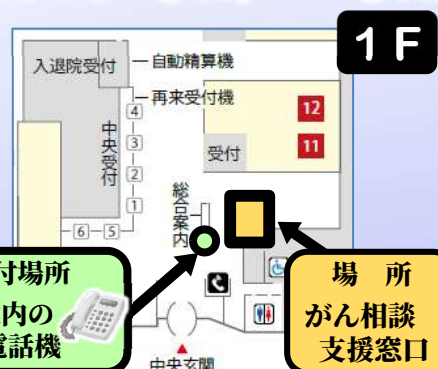 1F
入退院受付
自動精算機
再来受付機
4
12
中央受付
3
受付
11
2
総合案内
1
6
5
付場所
内の
電話機
場 所
がん相談
支援窓口
中央玄関